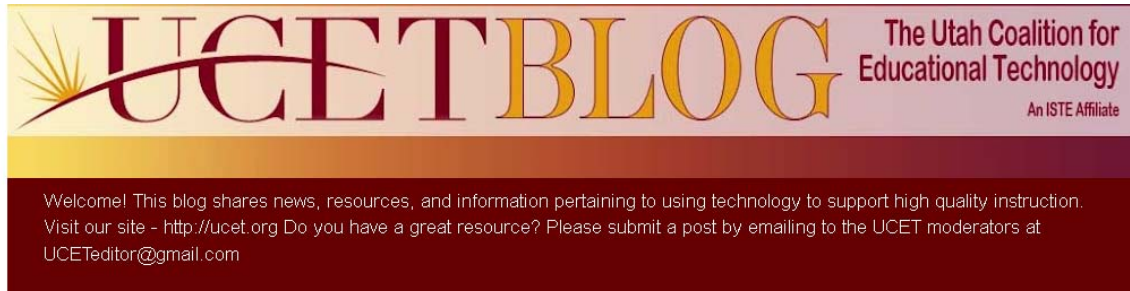 UCETBLOG
The Utah Coalition for
Educational Technology
An ISTE Affiliate
Welcome! This blog shares news, resources, and information pertaining to using technology to support high quality instruction.
Visit our site - http://ucet.org Do you have a great resource? Please submit a post by emailing to the UCET moderators at
UCETeditor@gmail.com